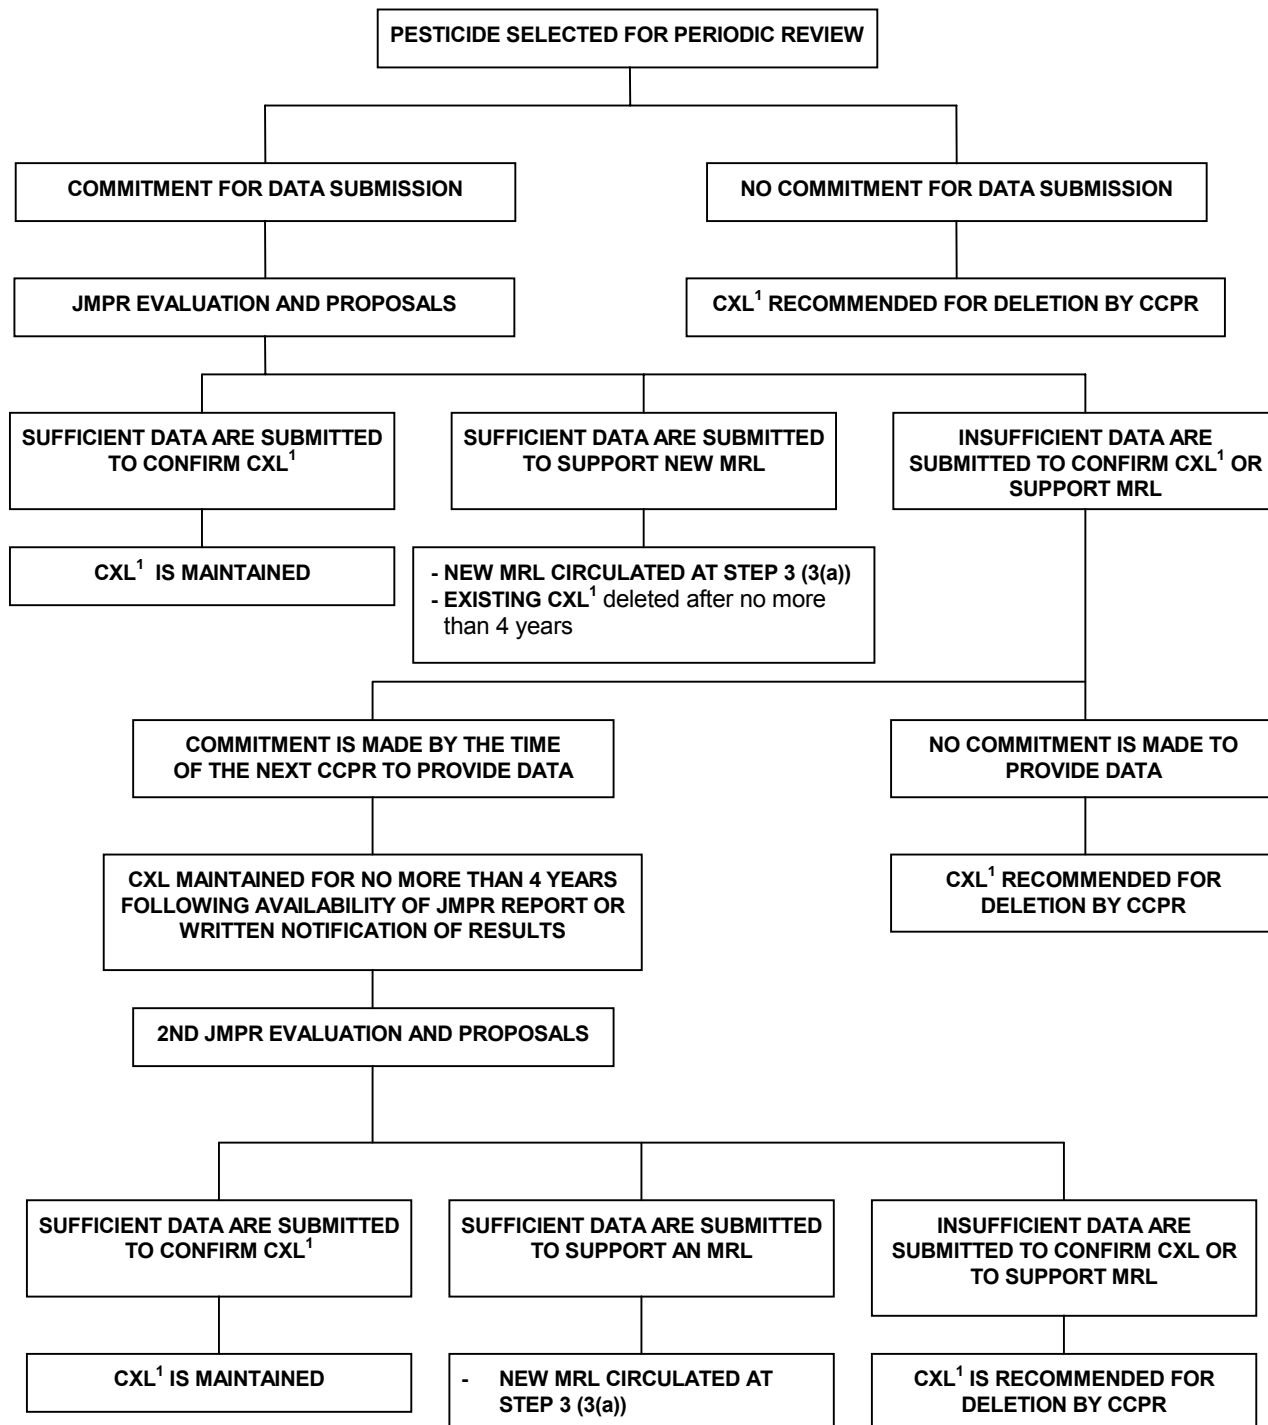 PESTICIDE SELECTED FOR PERIODIC REVIEW
COMMITMENT FOR DATA SUBMISSION
NO COMMITMENT FOR DATA SUBMISSION
JMPR EVALUATION AND PROPOSALS
CXL¹ RECOMMENDED FOR DELETION BY CCPR
SUFFICIENT DATA ARE SUBMITTED
TO CONFIRM CXL¹
SUFFICIENT DATA ARE SUBMITTED
TO SUPPORT NEW MRL
INSUFFICIENT DATA ARE
SUBMITTED TO CONFIRM CXL¹ OR
SUPPORT MRL
CXL¹ IS MAINTAINED
- NEW MRL CIRCULATED AT STEP 3 (3(a))
- EXISTING CXL¹ deleted after no more
than 4 years
COMMITMENT IS MADE BY THE TIME
OF THE NEXT CCPR TO PROVIDE DATA
NO COMMITMENT IS MADE TO
PROVIDE DATA
CXL MAINTAINED FOR NO MORE THAN 4 YEARS
FOLLOWING AVAILABILITY OF JMPR REPORT OR
WRITTEN NOTIFICATION OF RESULTS
CXL¹ RECOMMENDED FOR
DELETION BY CCPR
2ND JMPR EVALUATION AND PROPOSALS
SUFFICIENT DATA ARE SUBMITTED
TO CONFIRM CXL¹
SUFFICIENT DATA ARE SUBMITTED
TO SUPPORT AN MRL
INSUFFICIENT DATA ARE
SUBMITTED TO CONFIRM CXL OR
TO SUPPORT MRL
CXL¹ IS MAINTAINED
- NEW MRL CIRCULATED AT
STEP 3 (3(a))
CXL¹ IS RECOMMENDED FOR
DELETION BY CCPR